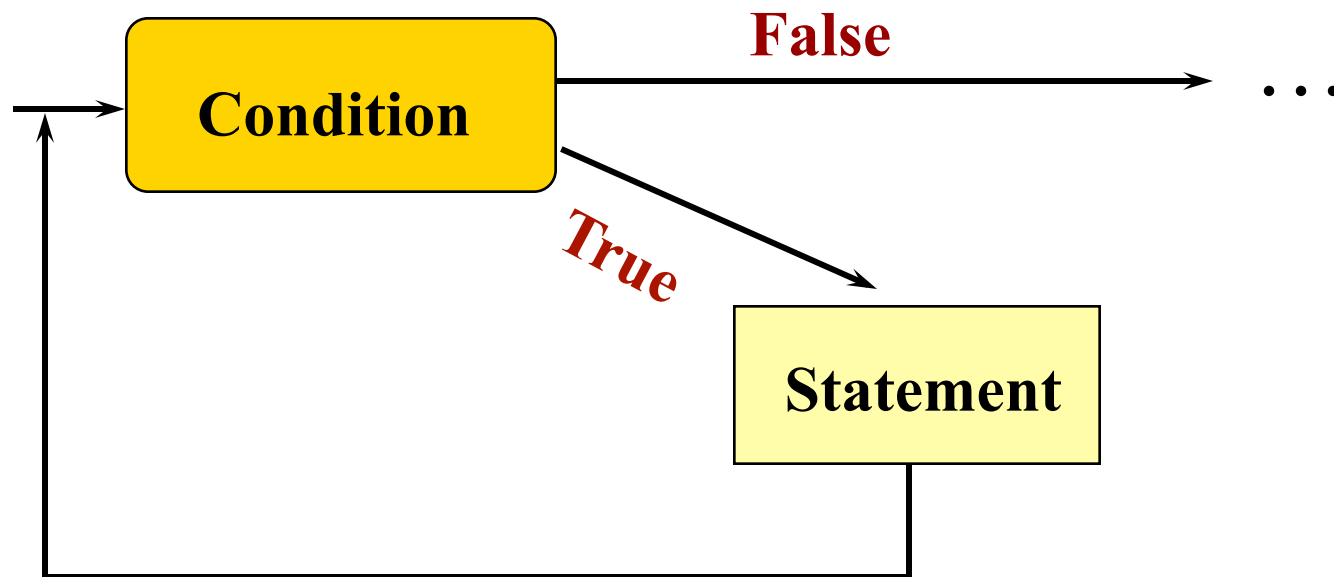 False
Condition
. . .
True
Statement